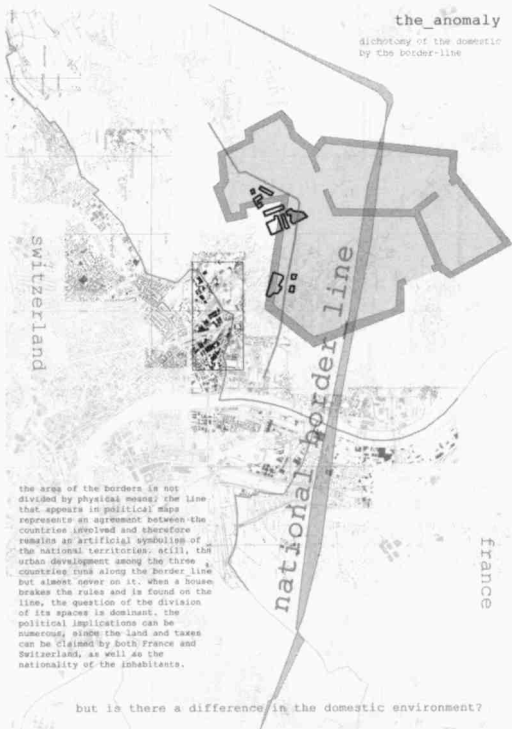 the_anomaly
dichotomy of the domestic
by the border-line
switzerland
national border line
france
the area of the borders is not
divided by physical means; the line
that appears in political maps
represents an agreement between the
countries involved and therefore
remains an artificial symbolism of
the national territories. still, the
urban development among the three
countries runs along the border line
but almost never on it. when a house
brakes the rules and is found on the
line, the question of the division
of its spaces is dominant. the
political implications can be
numerous, since the land and taxes
can be claimed by both France and
Switzerland, as well as the
nationality of the inhabitants.
but is there a difference in the domestic environment?